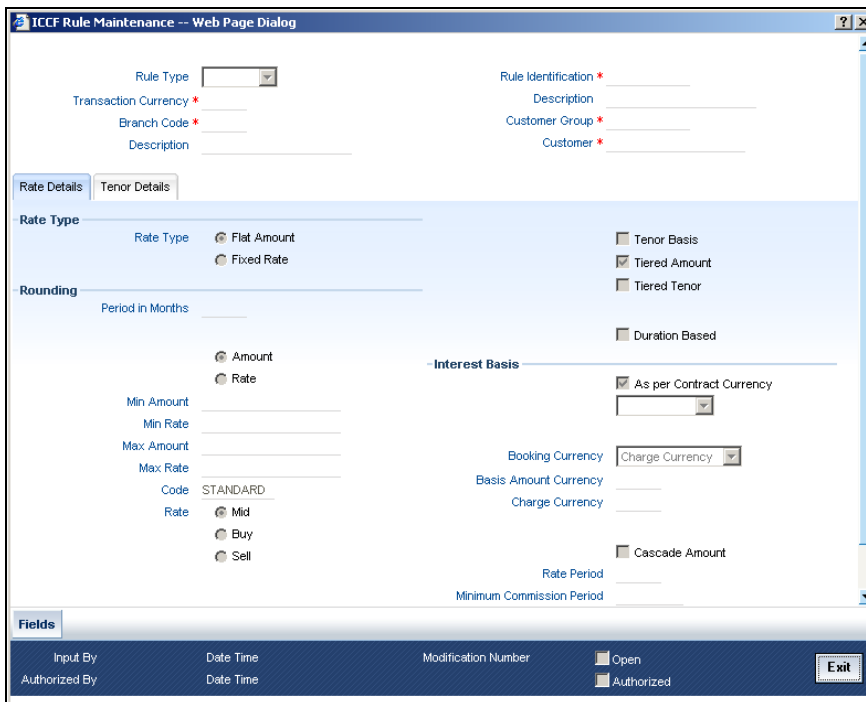 ICCF Rule Maintenance -- Web Page Dialog
Rule Type
Rule Identification *
Transaction Currency *
Description
Branch Code *
Customer Group *
Description
Customer *
Rate Details
Tenor Details
Rate Type
Rate Type
Flat Amount
Tenor Basis
Fixed Rate
Tiered Amount
Rounding
Tiered Tenor
Period in Months
Duration Based
Amount
Interest Basis
Rate
As per Contract Currency
Min Amount
Min Rate
Max Amount
Booking Currency
Charge Currency
Max Rate
Basis Amount Currency
Code
STANDARD
Charge Currency
Rate
Mid
Buy
Sell
Cascade Amount
Rate Period
Minimum Commission Period
Fields
Input By
Date Time
Modification Number
Open
Exit
Authorized By
Date Time
Authorized